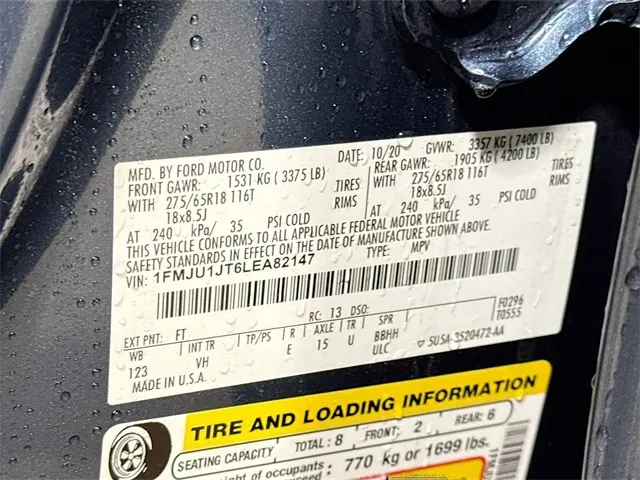 MFD. BY FORD MOTOR CO.
DATE: 10/20 GVWR: 3357 KG ( 7400 LB)
FRONT GAWR: 1531 KG ( 3375 LB)
REAR GAWR: 1905 KG ( 4200 LB)
WITH 275/65R18 116T TIRES
WITH 275/65R18 116T TIRES
18x8.5J RIMS
18x8.5J RIMS
AT 240 kPa/ 35 PSI COLD
AT 240 kPa/ 35 PSI COLD
THIS VEHICLE CONFORMS TO ALL APPLICABLE FEDERAL MOTOR VEHICLE
SAFETY STANDARDS IN EFFECT ON THE DATE OF MANUFACTURE SHOWN ABOVE.
VIN: 1FMJU1JT6LEA82147
TYPE: MPV
F0296
T0555
EXT PNT: FT RC: 13 DSO:
WB INT TR TP/PS R AXLE TR SPR
123 VH E 15 U BBHH
ULC
5U5A-3520472-AA
MADE IN U.S.A.
TIRE AND LOADING INFORMATION
SEATING CAPACITY TOTAL: 8 FRONT: 2 REAR: 6
weight of occupants
exceed 770 kg or 1699 lbs.